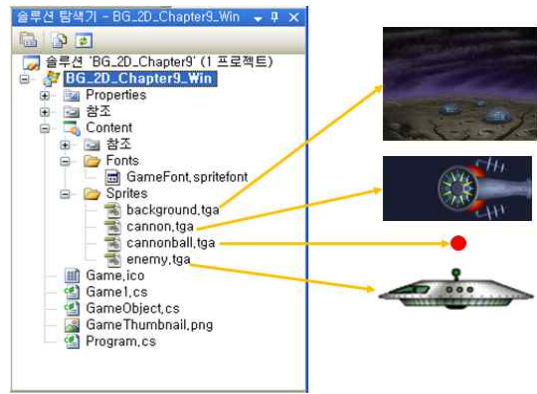 솔루션 탐색기 - BG_2D_Chapter9_Win
솔루션 'BG_2D_Chapter9' (1 프로젝트)
BG_2D_Chapter9_Win
Properties
참조
Content
참조
Fonts
GameFont.spritefont
Sprites
background.tga
cannon.tga
cannonball.tga
enemy.tga
Game.ico
Game1.cs
GameObject.cs
GameThumbnail.png
Program.cs